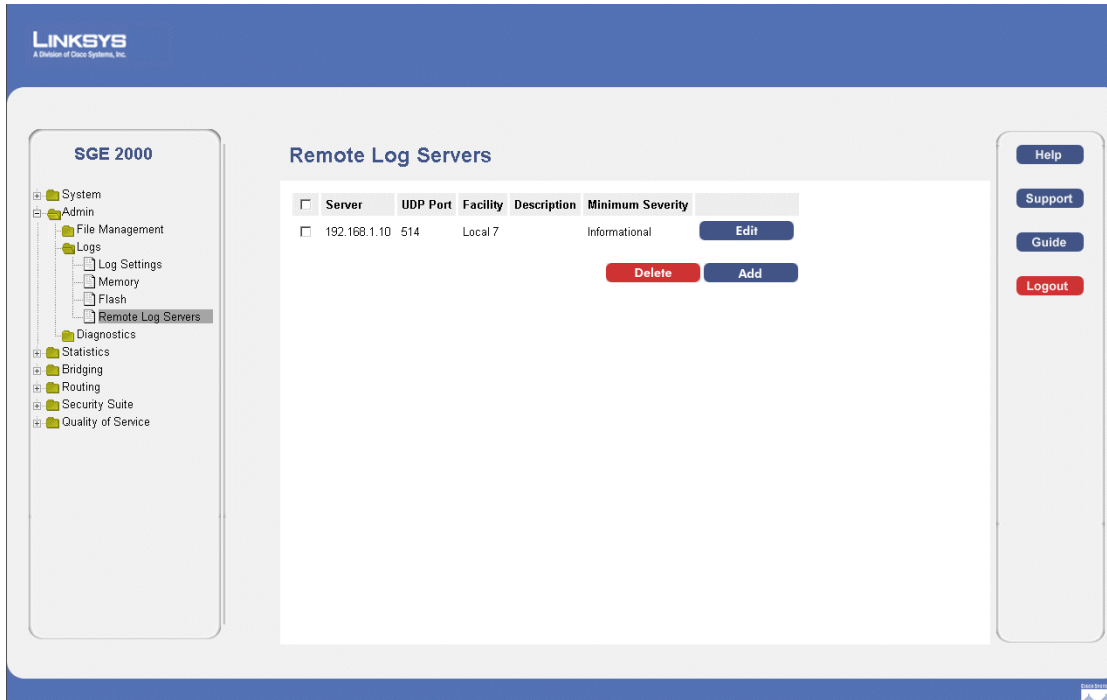 LINKSYS
A Division of Cisco Systems, Inc.
SGE 2000
System
Admin
File Management
Logs
Log Settings
Memory
Flash
Remote Log Servers
Diagnostics
Statistics
Bridging
Routing
Security Suite
Quality of Service
Remote Log Servers
Server UDP Port Facility Description Minimum Severity
192.168.1.10 514 Local 7 Informational Edit
Delete Add
Help
Support
Guide
Logout